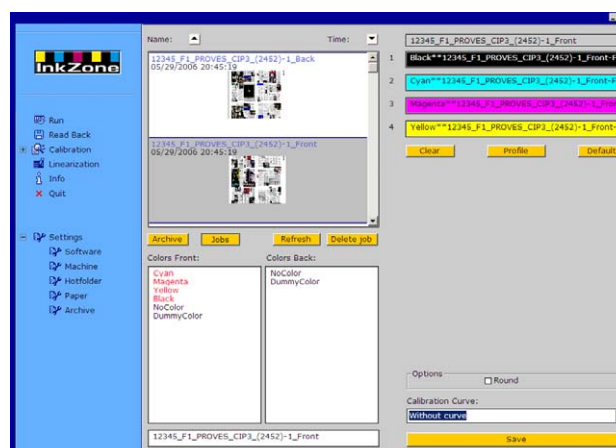 InkZone
Run
Read Back
Calibration
Linearization
Info
Quit
Settings
Software
Machine
Hotfolder
Paper
Archive
Name:
Time:
12345_F1_PROVES_CIP3_(2452)-1_Back
05/29/2006 20:45:19
12345_F1_PROVES_CIP3_(2452)-1_Front
05/29/2006 20:45:19
Archive
Jobs
Refresh
Delete job
Colors Front:
Cyan
Magenta
Yellow
Black
NoColor
DummyColor
Colors Back:
NoColor
DummyColor
12345_F1_PROVES_CIP3_(2452)-1_Front
12345_F1_PROVES_CIP3_(2452)-1_Front
1 Black**12345_F1_PROVES_CIP3_(2452)-1_Front-F
2 Cyan**12345_F1_PROVES_CIP3_(2452)-1_Front-F
3 Magenta**12345_F1_PROVES_CIP3_(2452)-1_Fron
4 Yellow**12345_F1_PROVES_CIP3_(2452)-1_Front-
Clear
Profile
Default
Options
Round
Calibration Curve:
Without curve
Save